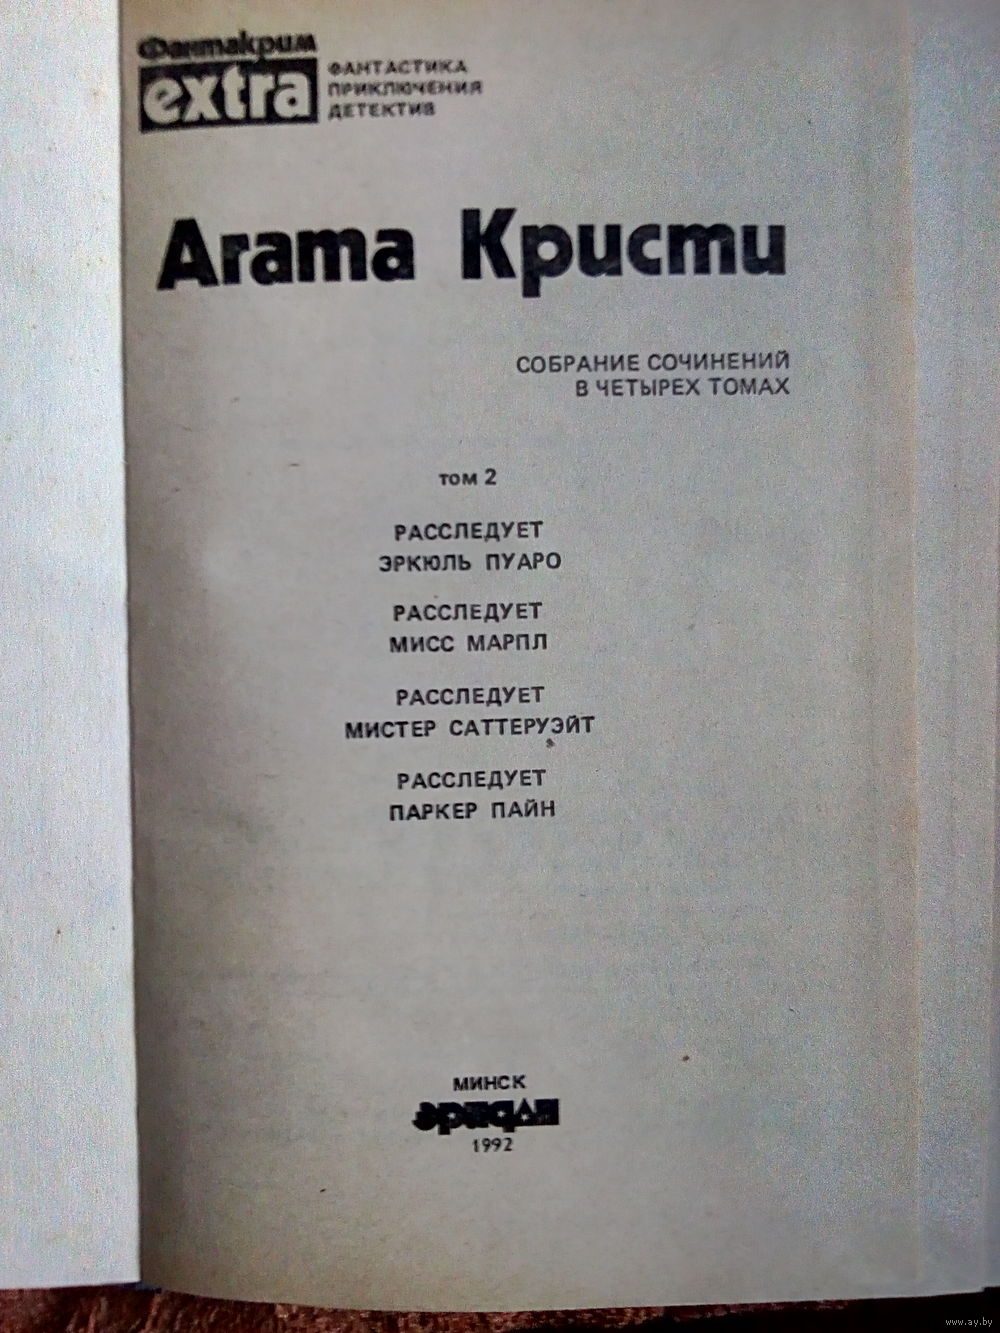 Фантакрим
extra
ФАНТАСТИКА
ПРИКЛЮЧЕНИЯ
ДЕТЕКТИВ
Агата Кристи
СОБРАНИЕ СОЧИНЕНИЙ
В ЧЕТЫРЕХ ТОМАХ
том 2
РАССЛЕДУЕТ
ЭРКЮЛЬ ПУАРО
РАССЛЕДУЕТ
МИСС МАРПЛ
РАССЛЕДУЕТ
МИСТЕР САТТЕРУЭЙТ
РАССЛЕДУЕТ
ПАРКЕР ПАЙН
МИНСК
эридан
1992
www.ay.by